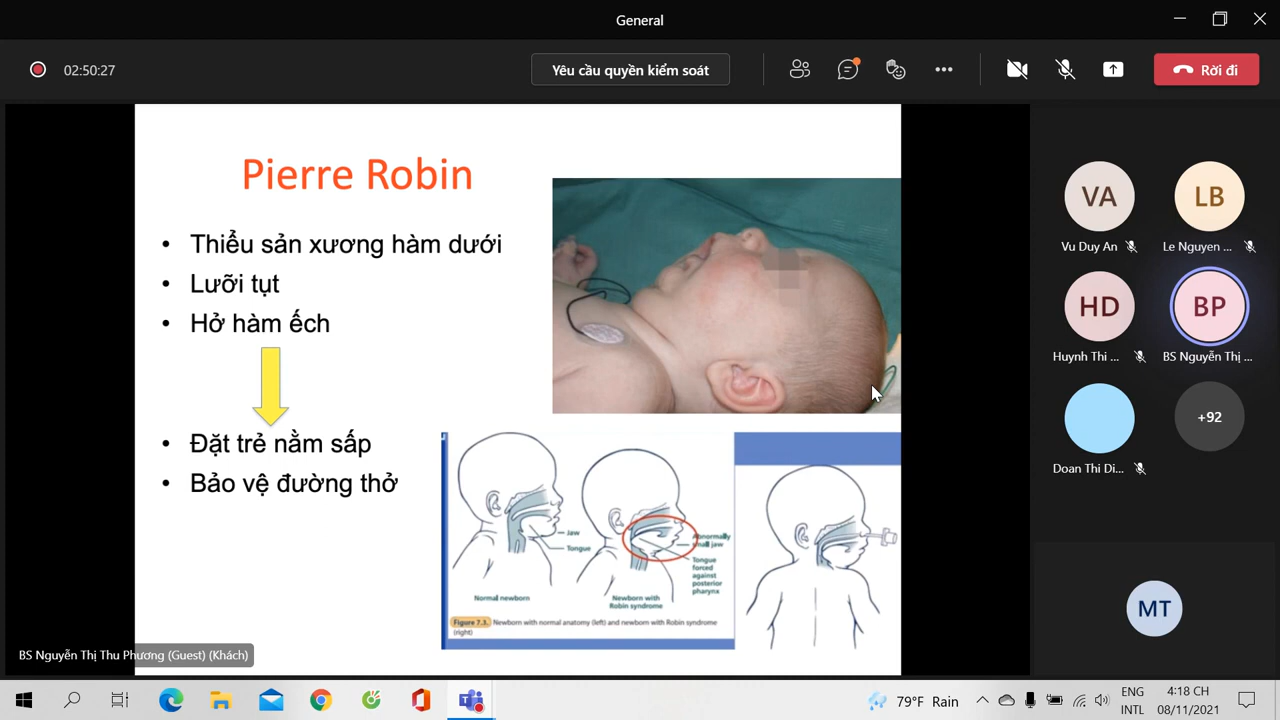 General
02:50:27
Yêu cầu quyền kiểm soát
Rời đi
Pierre Robin
• Thiểu sản xương hàm dưới
• Lưỡi tụt
• Hở hàm ếch
• Đặt trẻ nằm sấp
• Bảo vệ đường thở
Jaw
Tongue
Normal newborn
Abnormally
small jaw
Tongue
forced
against
posterior
pharynx
Newborn with
Robin syndrome
Figure 7.3. Newborn with normal anatomy (left) and newborn with Robin syndrome
(right)
BS Nguyễn Thị Thu Phương (Guest) (Khách)
VA
Vu Duy An
LB
Le Nguyen ...
HD
Huynh Thi ...
BP
BS Nguyễn Thị ...
Doan Thi Di...
+92
MT
79°F Rain
ENG
INTL
4:18 CH
08/11/2021